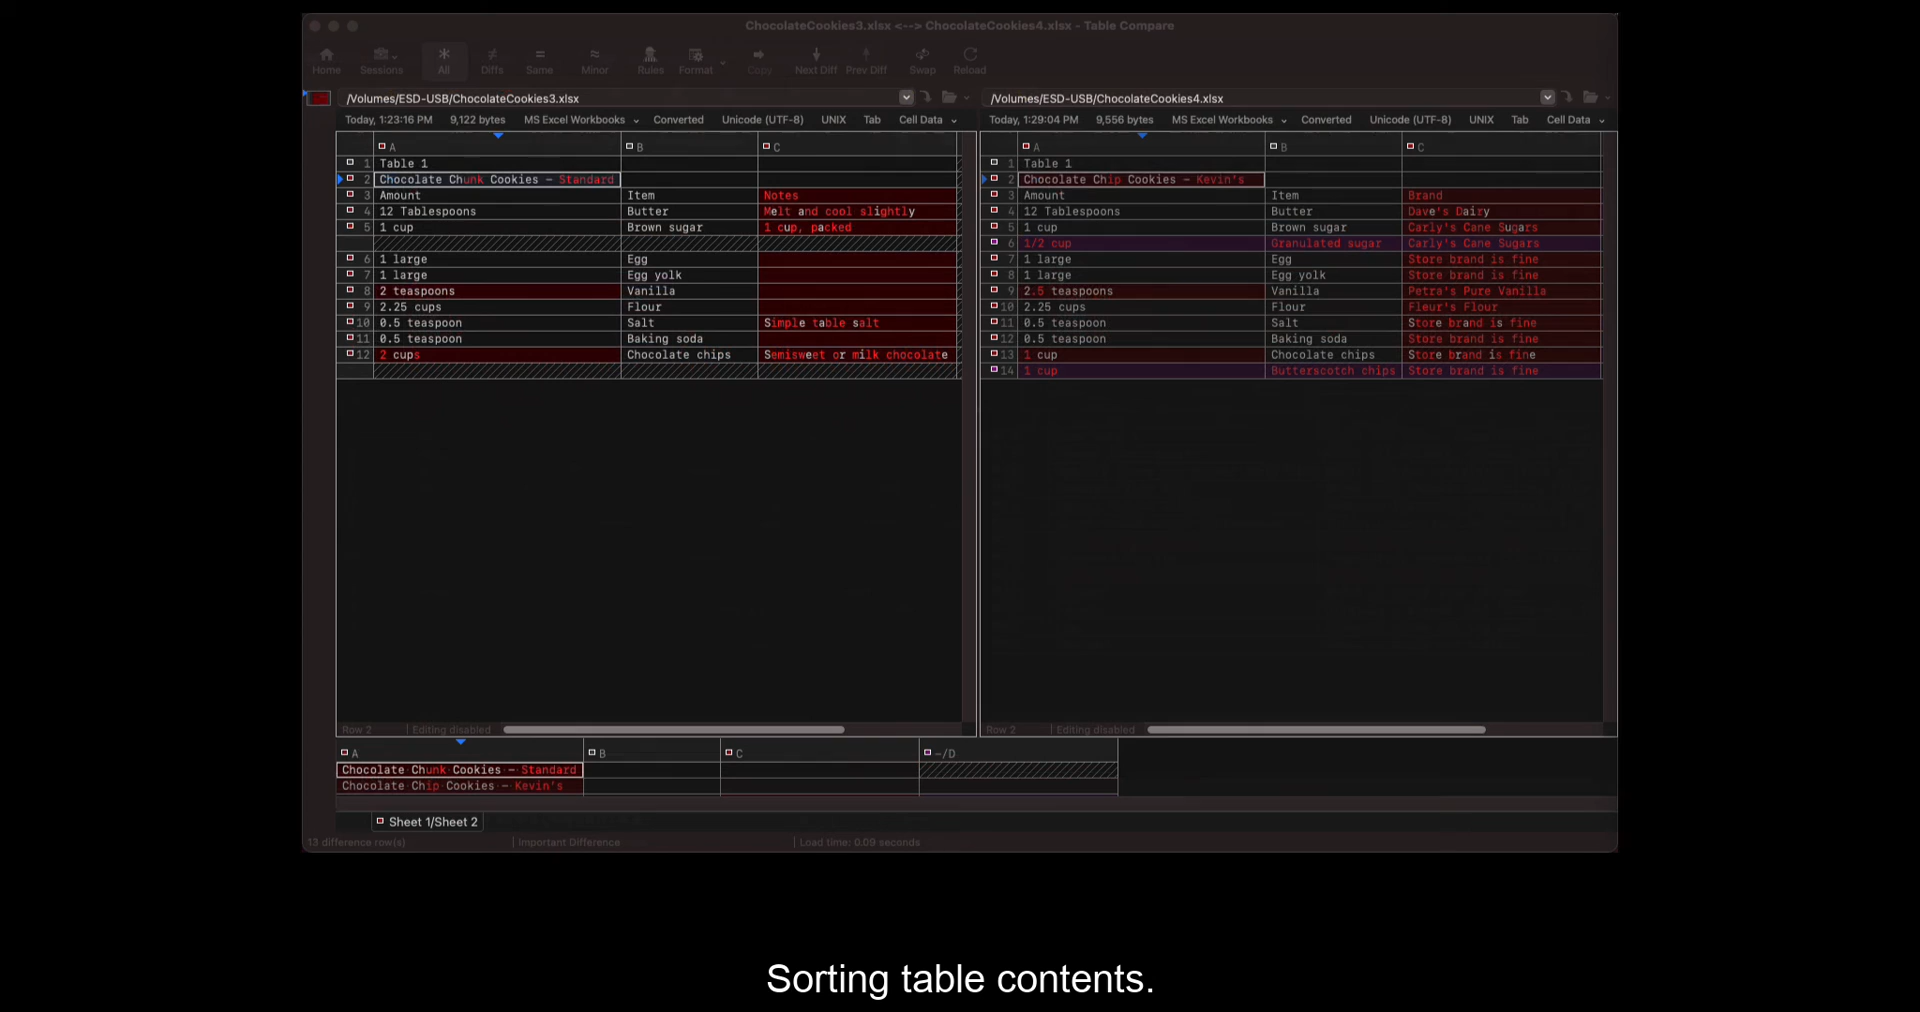 ChocolateCookies3.xlsx <--> ChocolateCookies4.xlsx - Table Compare
Home Sessions All Diffs Same Minor Rules Format Copy Next Diff Prev Diff Swap Reload
/Volumes/ESD-USB/ChocolateCookies3.xlsx
Today, 1:23:16 PM 9,122 bytes MS Excel Workbooks Converted Unicode (UTF-8) UNIX Tab Cell Data
A B C
1 Table 1
2 Chocolate Chunk Cookies – Standard
3 Amount Item Notes
4 12 Tablespoons Butter Melt and cool slightly
5 1 cup Brown sugar 1 cup, packed
6 1 large Egg
7 1 large Egg yolk
8 2 teaspoons Vanilla
9 2.25 cups Flour
10 0.5 teaspoon Salt Simple table salt
11 0.5 teaspoon Baking soda
12 2 cups Chocolate chips Semisweet or milk chocolate
Row 2 Editing disabled
/Volumes/ESD-USB/ChocolateCookies4.xlsx
Today, 1:29:04 PM 9,556 bytes MS Excel Workbooks Converted Unicode (UTF-8) UNIX Tab Cell Data
A B C
1 Table 1
2 Chocolate Chip Cookies – Kevin's
3 Amount Item Brand
4 12 Tablespoons Butter Dave's Dairy
5 1 cup Brown sugar Carly's Cane Sugars
6 1/2 cup Granulated sugar Carly's Cane Sugars
7 1 large Egg Store brand is fine
8 1 large Egg yolk Store brand is fine
9 2.5 teaspoons Vanilla Petra's Pure Vanilla
10 2.25 cups Flour Fleur's Flour
11 0.5 teaspoon Salt Store brand is fine
12 0.5 teaspoon Baking soda Store brand is fine
13 1 cup Chocolate chips Store brand is fine
14 1 cup Butterscotch chips Store brand is fine
Row 2 Editing disabled
A B C -/D
Chocolate·Chunk·Cookies·–·Standard
Chocolate·Chip·Cookies·–·Kevin's
Sheet 1/Sheet 2
13 difference row(s) Important Difference Load time: 0.09 seconds
Sorting table contents.